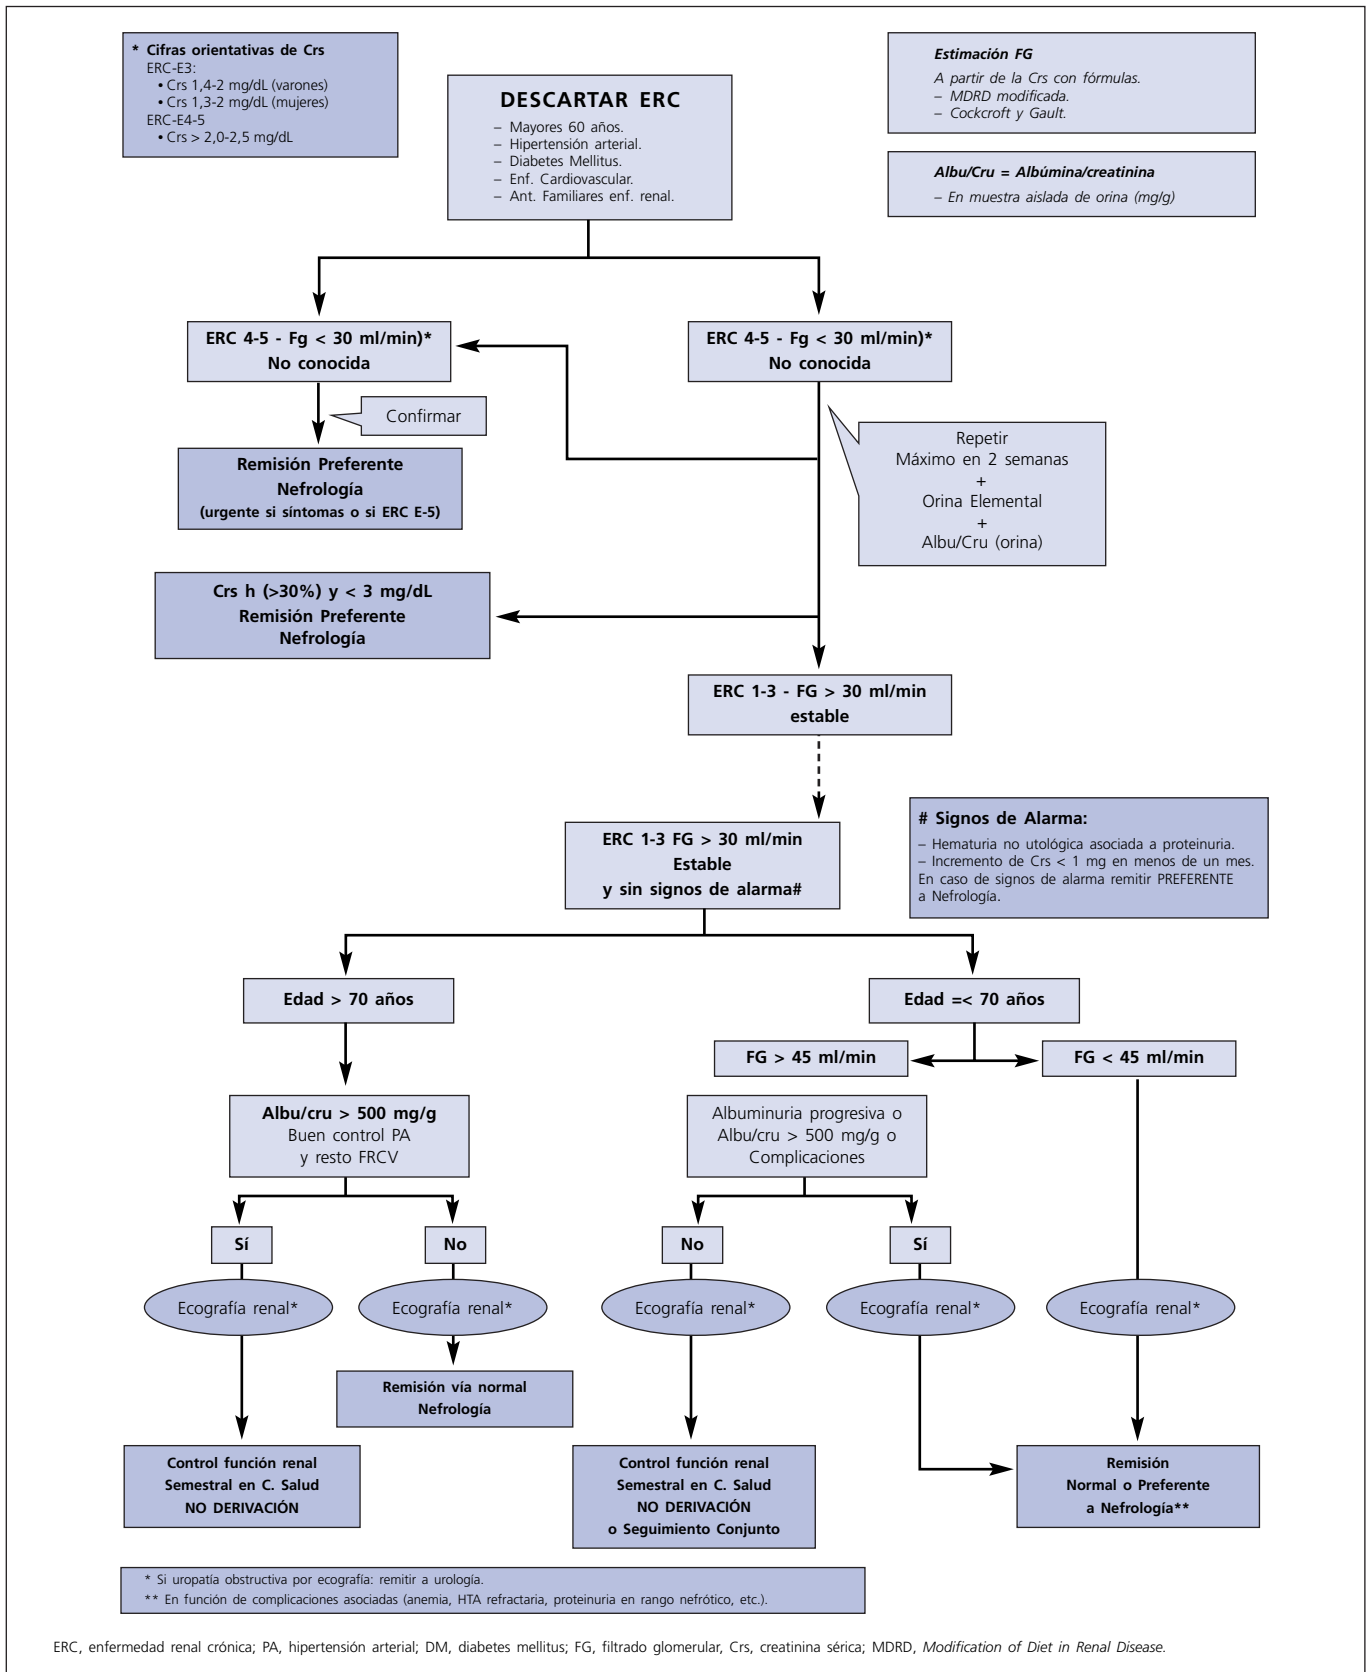 * Cifras orientativas de Crs
ERC-E3:
• Crs 1,4-2 mg/dL (varones)
• Crs 1,3-2 mg/dL (mujeres)
ERC-E4-5
• Crs > 2,0-2,5 mg/dL
DESCARTAR ERC
– Mayores 60 años.
– Hipertensión arterial.
– Diabetes Mellitus.
– Enf. Cardiovascular.
– Ant. Familiares enf. renal.
Estimación FG
A partir de la Crs con fórmulas.
– MDRD modificada.
– Cockcroft y Gault.
Albu/Cru = Albúmina/creatinina
– En muestra aislada de orina (mg/g)
ERC 4-5 - Fg < 30 ml/min)*
No conocida
ERC 4-5 - Fg < 30 ml/min)*
No conocida
Confirmar
Remisión Preferente
Nefrología
(urgente si síntomas o si ERC E-5)
Repetir
Máximo en 2 semanas
+
Orina Elemental
+
Albu/Cru (orina)
Crs h (>30%) y < 3 mg/dL
Remisión Preferente
Nefrología
ERC 1-3 - FG > 30 ml/min
estable
ERC 1-3 FG > 30 ml/min
Estable
y sin signos de alarma#
# Signos de Alarma:
– Hematuria no utológica asociada a proteinuria.
– Incremento de Crs < 1 mg en menos de un mes.
En caso de signos de alarma remitir PREFERENTE
a Nefrología.
Edad > 70 años
Edad =< 70 años
FG > 45 ml/min
FG < 45 ml/min
Albu/cru > 500 mg/g
Buen control PA
y resto FRCV
Albuminuria progresiva o
Albu/cru > 500 mg/g o
Complicaciones
Sí
No
No
Sí
Ecografía renal*
Ecografía renal*
Ecografía renal*
Ecografía renal*
Ecografía renal*
Remisión vía normal
Nefrología
Control función renal
Semestral en C. Salud
NO DERIVACIÓN
Control función renal
Semestral en C. Salud
NO DERIVACIÓN
o Seguimiento Conjunto
Remisión
Normal o Preferente
a Nefrología**
* Si uropatía obstructiva por ecografía: remitir a urología.
** En función de complicaciones asociadas (anemia, HTA refractaria, proteinuria en rango nefrótico, etc.).
ERC, enfermedad renal crónica; PA, hipertensión arterial; DM, diabetes mellitus; FG, filtrado glomerular, Crs, creatinina sérica; MDRD, Modification of Diet in Renal Disease.